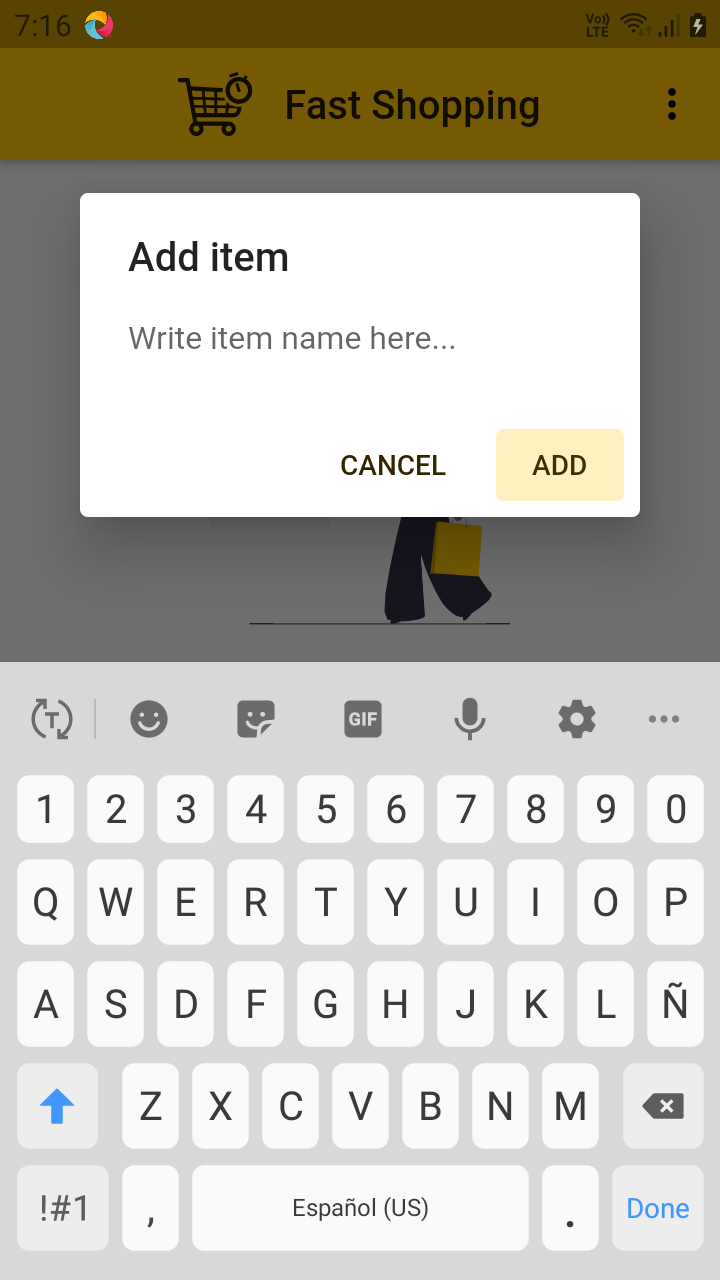 7:16
Vo)) LTE
Fast Shopping
Add item
Write item name here...
CANCEL ADD
GIF
1 2 3 4 5 6 7 8 9 0
Q W E R T Y U I O P
A S D F G H J K L Ñ
Z X C V B N M
!#1 , Español (US) . Done